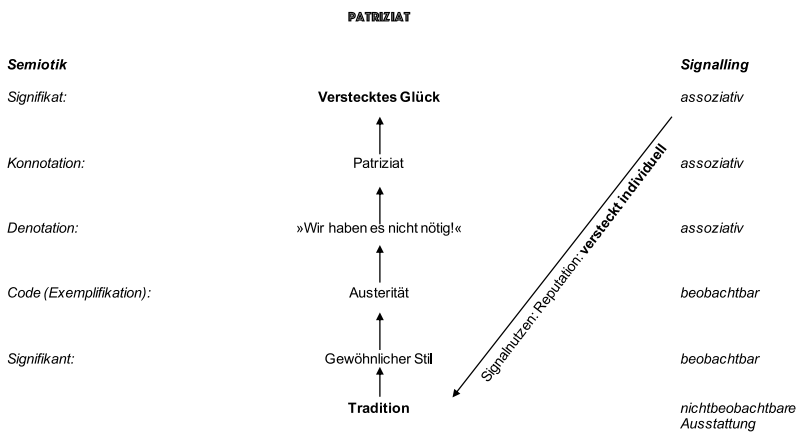 PATRIZIAT
Semiotik Signalling
Signifikat: Verstecktes Glück assoziativ
Konnotation: Patriziat assoziativ
Denotation: »Wir haben es nicht nötig!« assoziativ
Code (Exemplifikation): Austerität beobachtbar
Signalnutzen: Reputation: versteckt individuell
Signifikant: Gewöhnlicher Stil beobachtbar
Tradition nichtbeobachtbare
Ausstattung